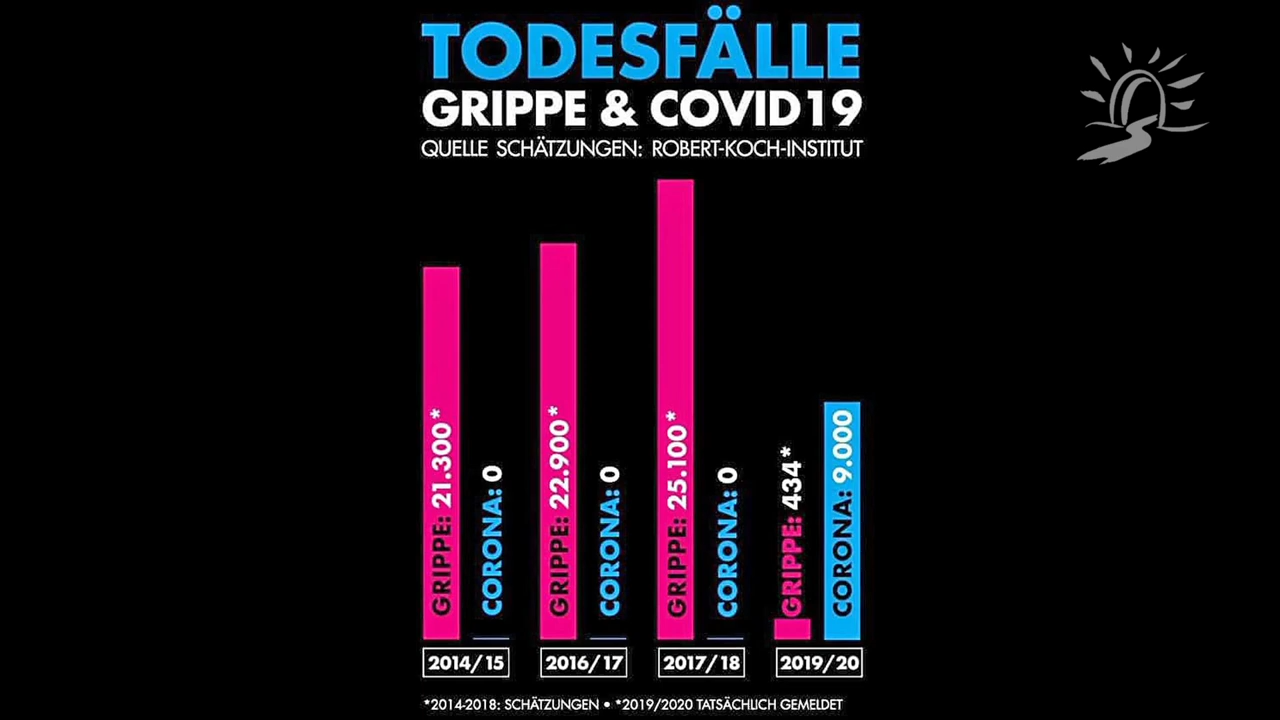 TODESFÄLLE
GRIPPE & COVID19
QUELLE SCHÄTZUNGEN: ROBERT-KOCH-INSTITUT
GRIPPE: 21.300*
CORONA: 0
GRIPPE: 22.900*
CORONA: 0
GRIPPE: 25.100*
CORONA: 0
GRIPPE: 434*
CORONA: 9.000
2014/15
2016/17
2017/18
2019/20
*2014-2018: SCHÄTZUNGEN • *2019/2020 TATSÄCHLICH GEMELDET